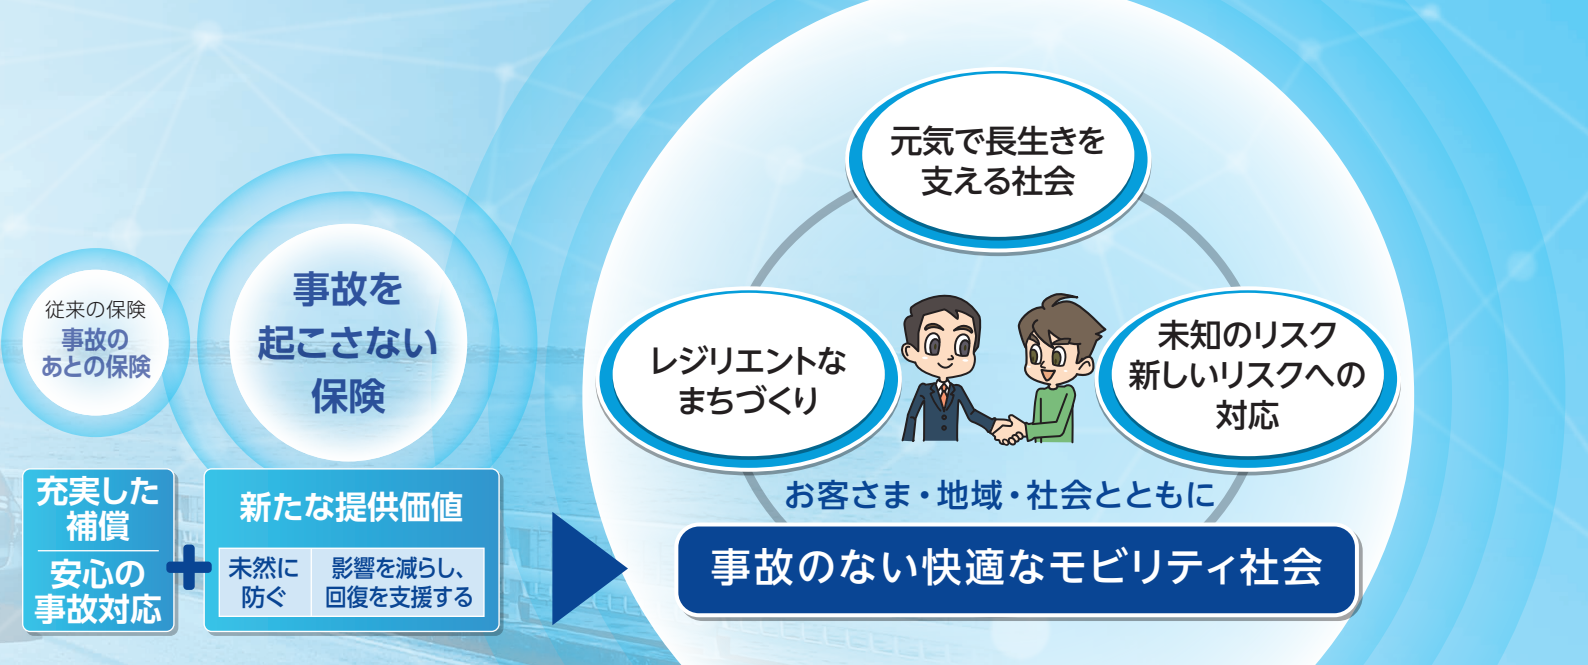 従来の保険
事故の
あとの保険
事故を
起こさない
保険
充実した
補償
安心の
事故対応
+
新たな提供価値
未然に
防ぐ
影響を減らし、
回復を支援する
元気で長生きを
支える社会
レジリエントな
まちづくり
未知のリスク
新しいリスクへの
対応
お客さま・地域・社会とともに
事故のない快適なモビリティ社会